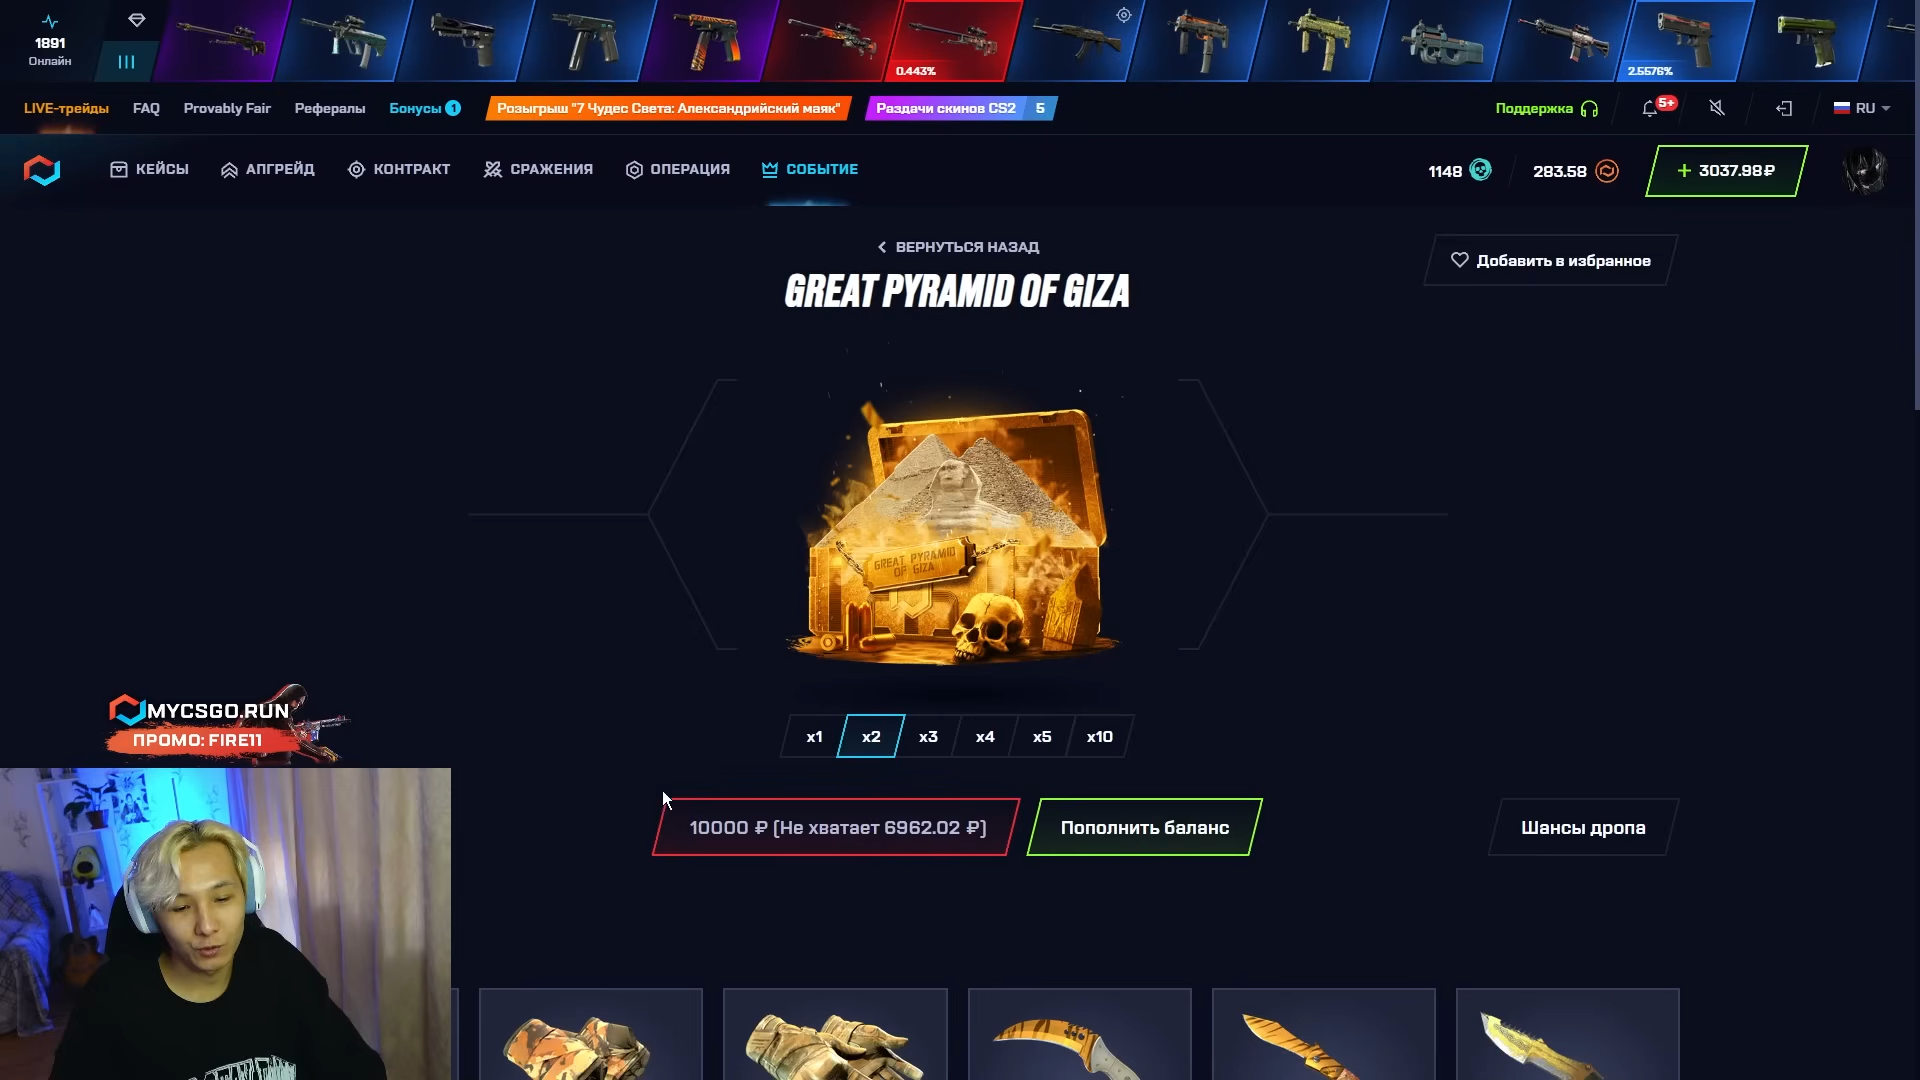 1891
Онлайн
0.443%
2.5576%
LIVE-трейды
FAQ
Provably Fair
Рефералы
Бонусы 1
Розыгрыш "7 Чудес Света: Александрийский маяк"
Раздачи скинов CS2 5
Поддержка
5+
RU
КЕЙСЫ
АПГРЕЙД
КОНТРАКТ
СРАЖЕНИЯ
ОПЕРАЦИЯ
СОБЫТИЕ
1148
283.58
+ 3037.98₽
ВЕРНУТЬСЯ НАЗАД
Добавить в избранное
GREAT PYRAMID OF GIZA
GREAT PYRAMID
OF GIZA
MYCSGO.RUN
ПРОМО: FIRE11
x1
x2
x3
x4
x5
x10
10000 ₽ (Не хватает 6962.02 ₽)
Пополнить баланс
Шансы дропа